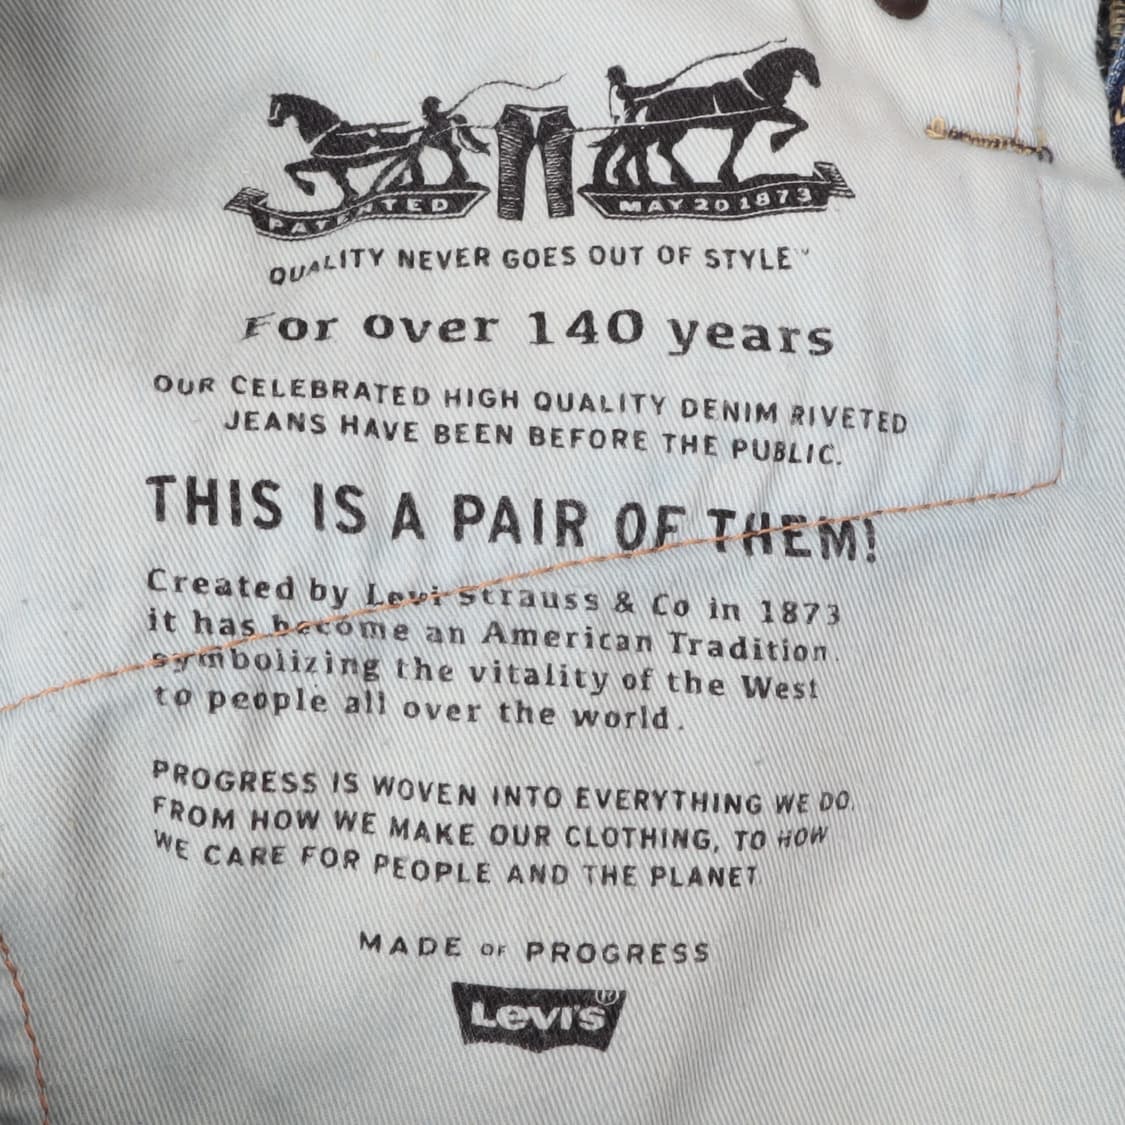 PATENTED
MAY 20 1873
QUALITY NEVER GOES OUT OF STYLE™
For over 140 years
OUR CELEBRATED HIGH QUALITY DENIM RIVETED
JEANS HAVE BEEN BEFORE THE PUBLIC.
THIS IS A PAIR OF THEM!
Created by Levi Strauss & Co in 1873
it has become an American Tradition.
symbolizing the vitality of the West
to people all over the world.
PROGRESS IS WOVEN INTO EVERYTHING WE DO.
FROM HOW WE MAKE OUR CLOTHING, TO HOW
WE CARE FOR PEOPLE AND THE PLANET
MADE OF PROGRESS
Levi's®